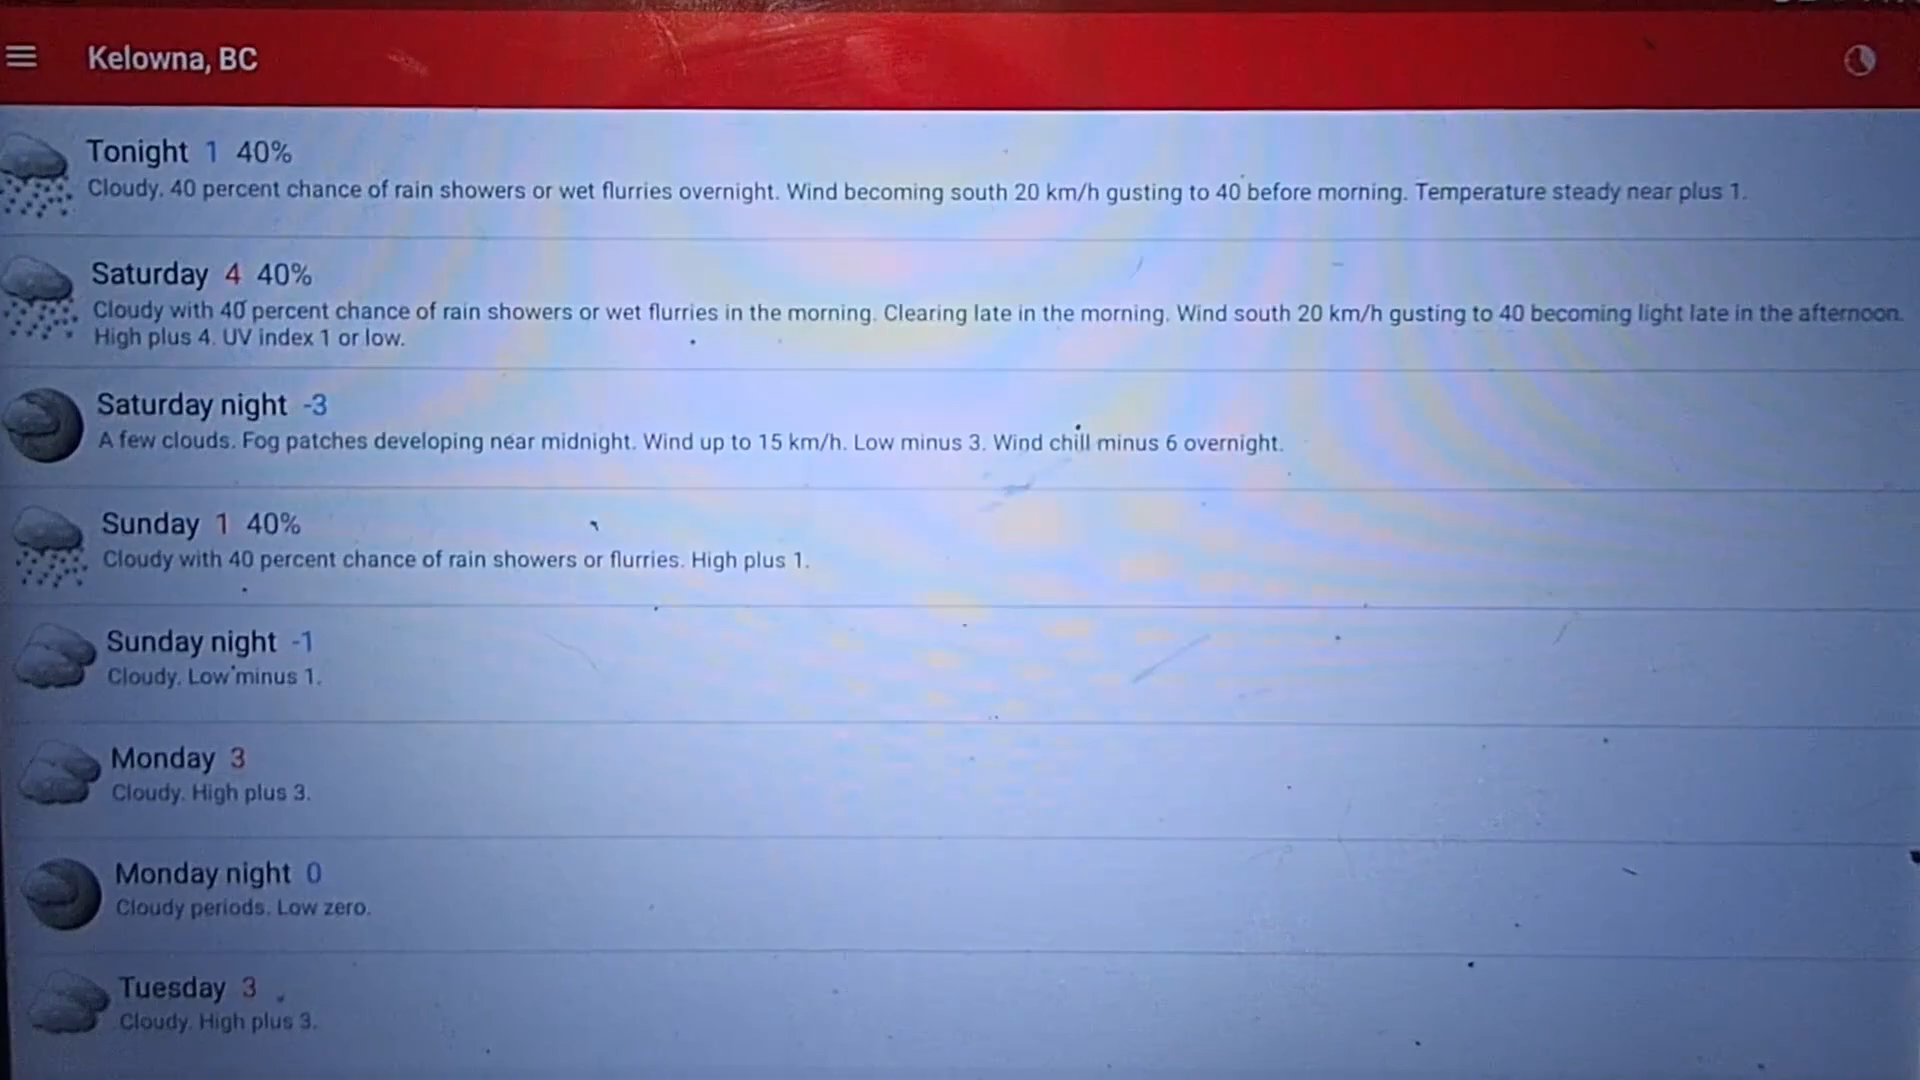 Kelowna, BC
Tonight 1 40%
Cloudy. 40 percent chance of rain showers or wet flurries overnight. Wind becoming south 20 km/h gusting to 40 before morning. Temperature steady near plus 1.
Saturday 4 40%
Cloudy with 40 percent chance of rain showers or wet flurries in the morning. Clearing late in the morning. Wind south 20 km/h gusting to 40 becoming light late in the afternoon.
High plus 4. UV index 1 or low.
Saturday night -3
A few clouds. Fog patches developing near midnight. Wind up to 15 km/h. Low minus 3. Wind chill minus 6 overnight.
Sunday 1 40%
Cloudy with 40 percent chance of rain showers or flurries. High plus 1.
Sunday night -1
Cloudy. Low minus 1.
Monday 3
Cloudy. High plus 3.
Monday night 0
Cloudy periods. Low zero.
Tuesday 3
Cloudy. High plus 3.